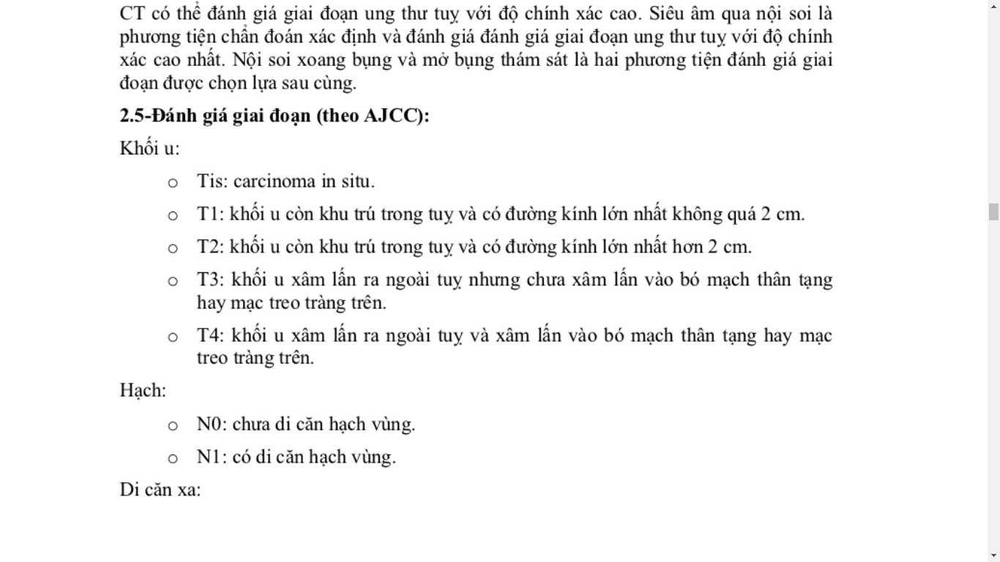 CT có thể đánh giá giai đoạn ung thư tuỵ với độ chính xác cao. Siêu âm qua nội soi là
phương tiện chẩn đoán xác định và đánh giá đánh giá giai đoạn ung thư tuỵ với độ chính
xác cao nhất. Nội soi xoang bụng và mở bụng thám sát là hai phương tiện đánh giá giai
đoạn được chọn lựa sau cùng.
2.5-Đánh giá giai đoạn (theo AJCC):
Khối u:
o Tis: carcinoma in situ.
o T1: khối u còn khu trú trong tuỵ và có đường kính lớn nhất không quá 2 cm.
o T2: khối u còn khu trú trong tuỵ và có đường kính lớn nhất hơn 2 cm.
o T3: khối u xâm lấn ra ngoài tuỵ nhưng chưa xâm lấn vào bó mạch thân tạng
hay mạc treo tràng trên.
o T4: khối u xâm lấn ra ngoài tuỵ và xâm lấn vào bó mạch thân tạng hay mạc
treo tràng trên.
Hạch:
o N0: chưa di căn hạch vùng.
o N1: có di căn hạch vùng.
Di căn xa: